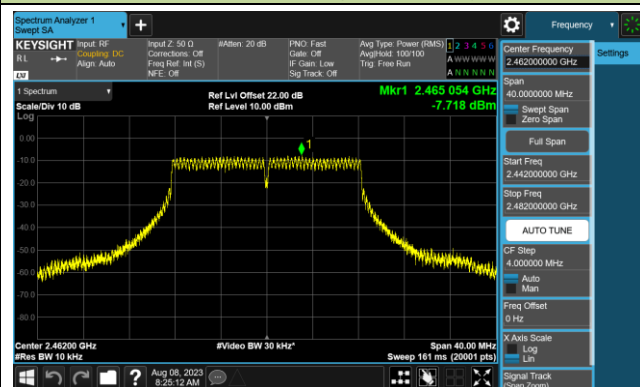 Spectrum Analyzer 1
Swept SA
Frequency
KEYSIGHT
Input: RF
Input Z: 50 Ω
#Atten: 20 dB
PNO: Fast
Avg Type: Power (RMS)
1 2 3 4 5 6
RL
Coupling: DC
Corrections: Off
Gate: Off
Avg|Hold: 100/100
A W W W W W
Align: Auto
Freq Ref: Int (S)
IF Gain: Low
Trig: Free Run
NFE: Off
Sig Track: Off
A N N N N N
LXI
1 Spectrum
Scale/Div 10 dB
Ref Lvl Offset 22.00 dB
Ref Level 10.00 dBm
Mkr1 2.465 054 GHz
-7.718 dBm
Log
0.00
-10.0
-20.0
-30.0
-40.0
-50.0
-60.0
-70.0
-80.0
1
Center 2.46200 GHz
#Video BW 30 kHz*
Span 40.00 MHz
#Res BW 10 kHz
Sweep 161 ms (20001 pts)
Aug 08, 2023
8:25:12 AM
Center Frequency
2.462000000 GHz
Settings
Span
40.0000000 MHz
Swept Span
Zero Span
Full Span
Start Freq
2.442000000 GHz
Stop Freq
2.482000000 GHz
AUTO TUNE
CF Step
4.000000 MHz
Auto
Man
Freq Offset
0 Hz
X Axis Scale
Log
Lin
Signal Track
(Span Zoom)